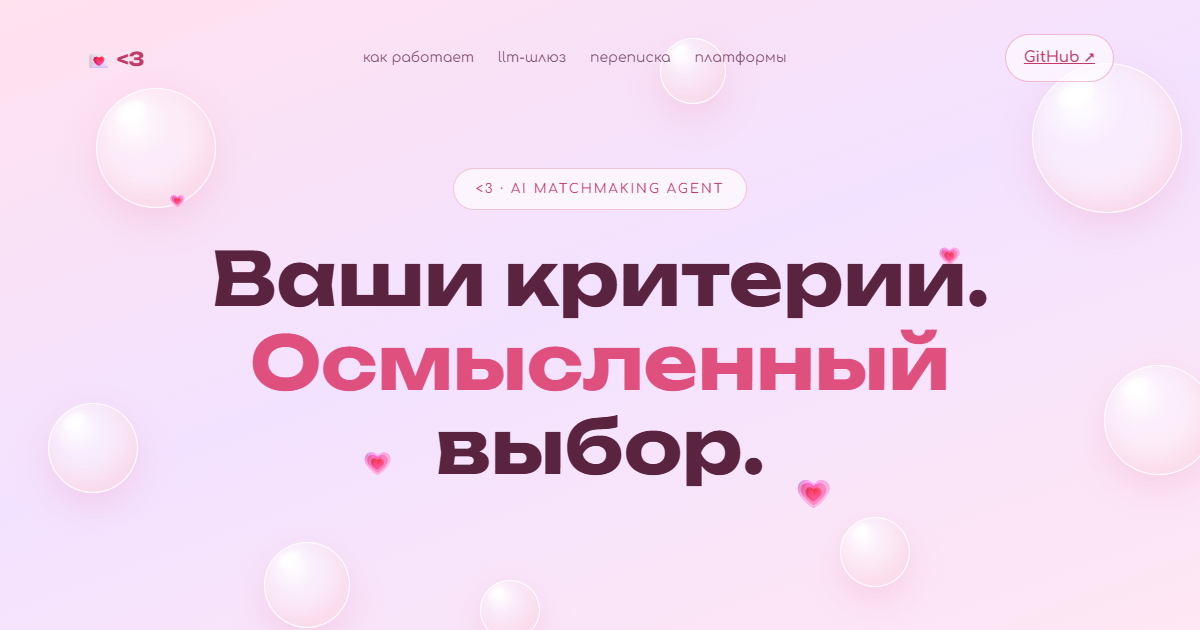 <3
как работает
llm-шлюз
переписка
платформы
GitHub ↗
<3 · AI MATCHMAKING AGENT
Ваши критерии.
Осмысленный
выбор.